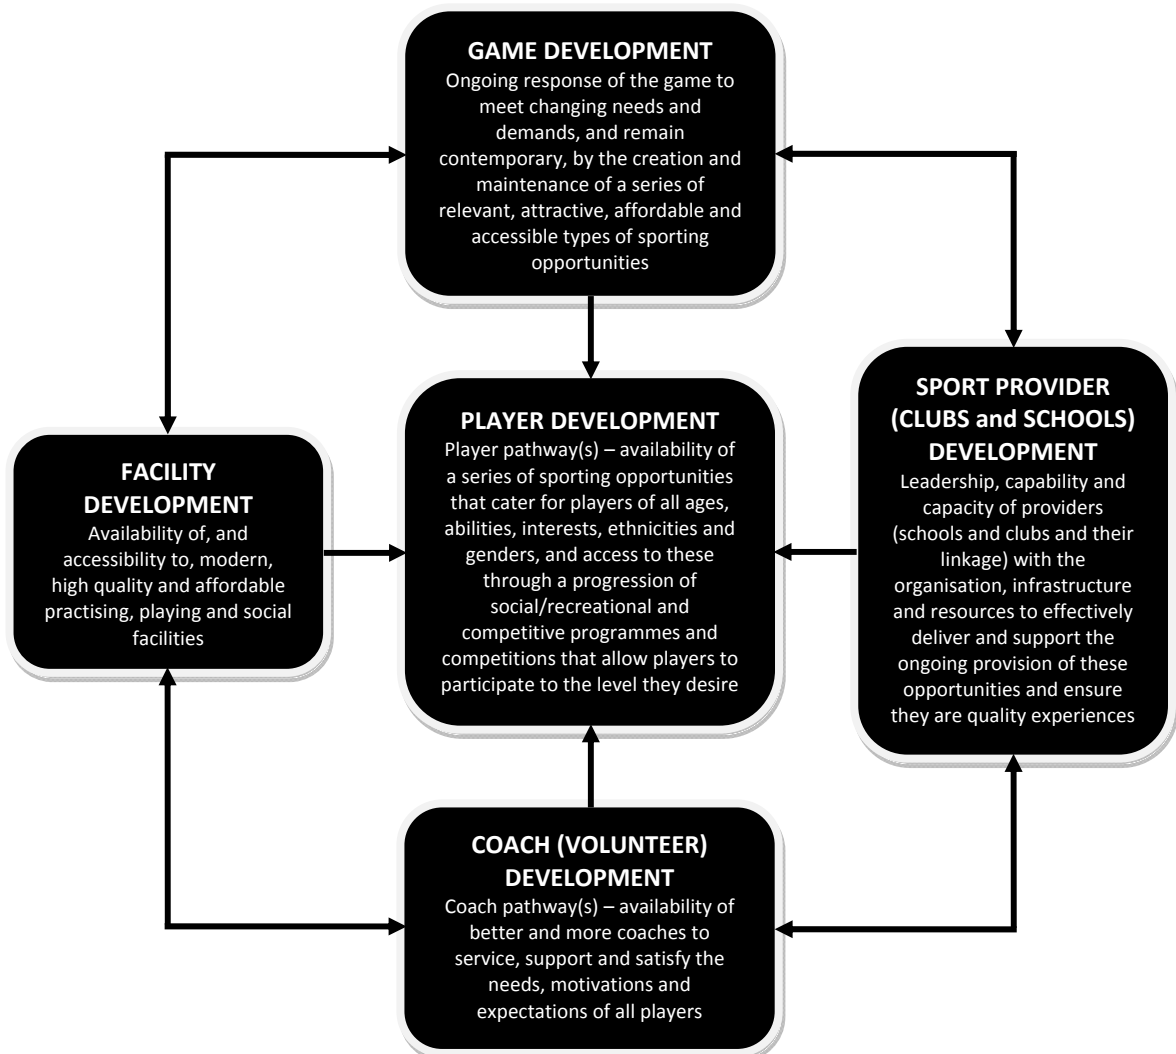 GAME DEVELOPMENT
Ongoing response of the game to
meet changing needs and
demands, and remain
contemporary, by the creation and
maintenance of a series of
relevant, attractive, affordable and
accessible types of sporting
opportunities
FACILITY
DEVELOPMENT
Availability of, and
accessibility to, modern,
high quality and affordable
practising, playing and social
facilities
PLAYER DEVELOPMENT
Player pathway(s) – availability of
a series of sporting opportunities
that cater for players of all ages,
abilities, interests, ethnicities and
genders, and access to these
through a progression of
social/recreational and
competitive programmes and
competitions that allow players to
participate to the level they desire
SPORT PROVIDER
(CLUBS and SCHOOLS)
DEVELOPMENT
Leadership, capability and
capacity of providers
(schools and clubs and their
linkage) with the
organisation, infrastructure
and resources to effectively
deliver and support the
ongoing provision of these
opportunities and ensure
they are quality experiences
COACH (VOLUNTEER)
DEVELOPMENT
Coach pathway(s) – availability of
better and more coaches to
service, support and satisfy the
needs, motivations and
expectations of all players